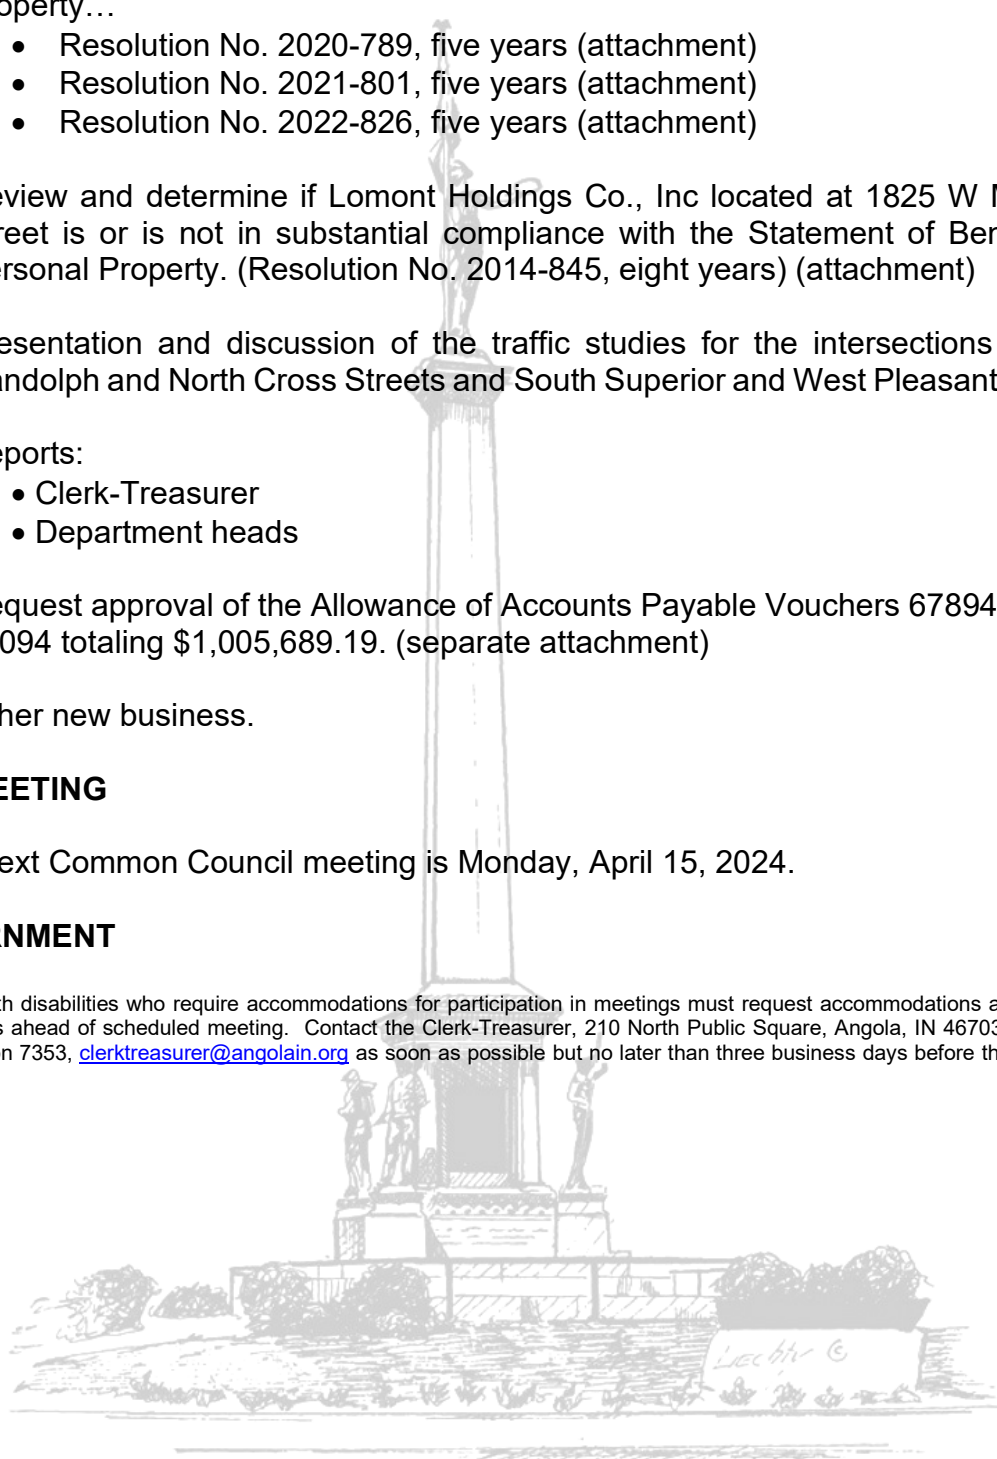 operty…
• Resolution No. 2020-789, five years (attachment)
• Resolution No. 2021-801, five years (attachment)
• Resolution No. 2022-826, five years (attachment)
eview and determine if Lomont Holdings Co., Inc located at 1825 W M
reet is or is not in substantial compliance with the Statement of Ben
ersonal Property. (Resolution No. 2014-845, eight years) (attachment)
esentation and discussion of the traffic studies for the intersections
andolph and North Cross Streets and South Superior and West Pleasant
eports:
• Clerk-Treasurer
• Department heads
equest approval of the Allowance of Accounts Payable Vouchers 67894
094 totaling $1,005,689.19. (separate attachment)
her new business.
EETING
ext Common Council meeting is Monday, April 15, 2024.
RNMENT
th disabilities who require accommodations for participation in meetings must request accommodations a
s ahead of scheduled meeting. Contact the Clerk-Treasurer, 210 North Public Square, Angola, IN 46703
on 7353, clerktreasurer@angolain.org as soon as possible but no later than three business days before th